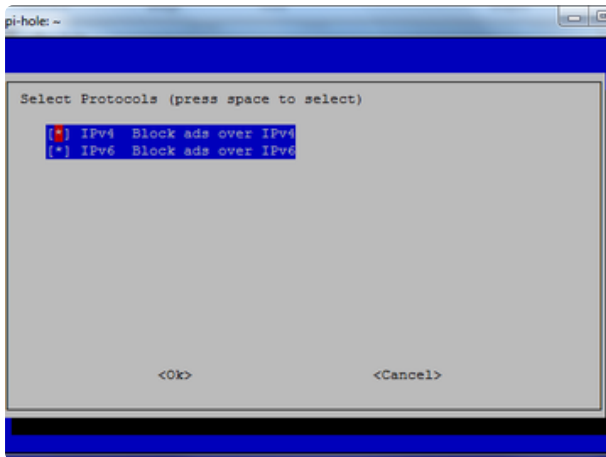 pi-hole: ~
Select Protocols (press space to select)
[*] IPv4 Block ads over IPv4
[*] IPv6 Block ads over IPv6
<Ok> <Cancel>